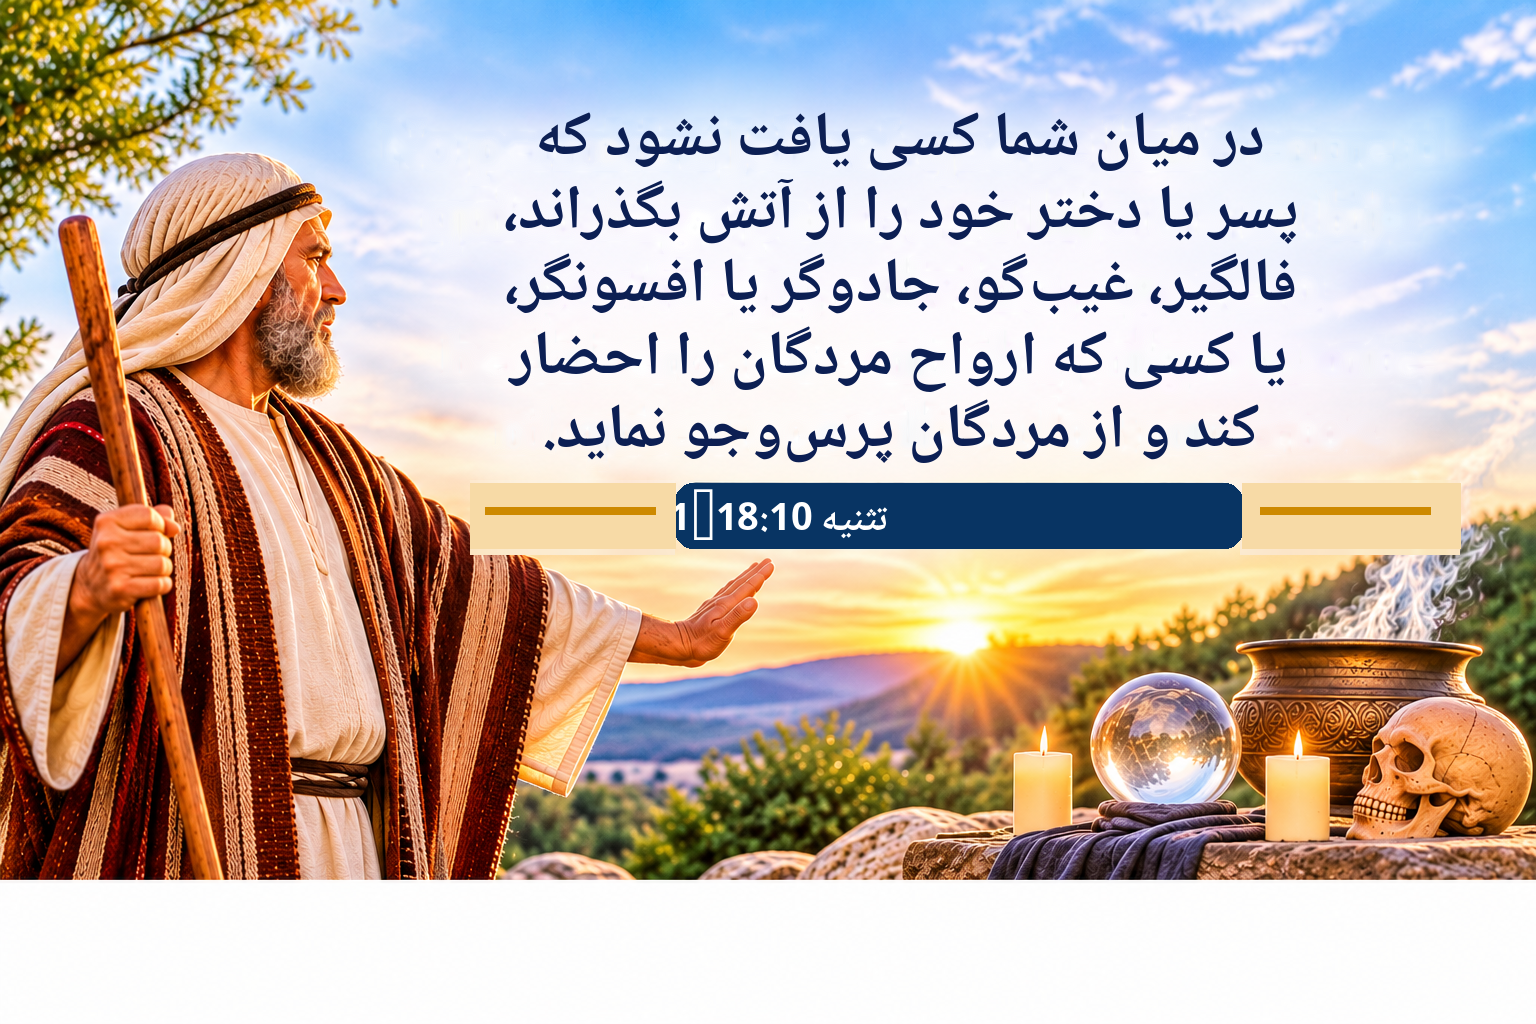 در میان شما کسی یافت نشود که
پسر یا دختر خود را از آتش بگذراند،
فالگیر، غیب‌گو، جادوگر یا افسونگر،
یا کسی که ارواح مردگان را احضار
کند و از مردگان پرس‌وجو نماید.
تثنیه 18:10